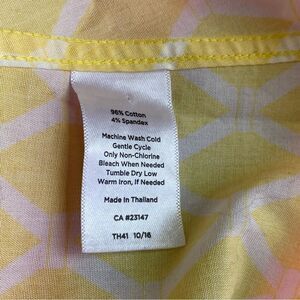 96% Cotton
4% Spandex
Machine Wash Cold
Gentle Cycle
Only Non-Chlorine
Bleach When Needed
Tumble Dry Low
Warm Iron, If Needed
Made in Thailand
CA #23147
TH41 10/16